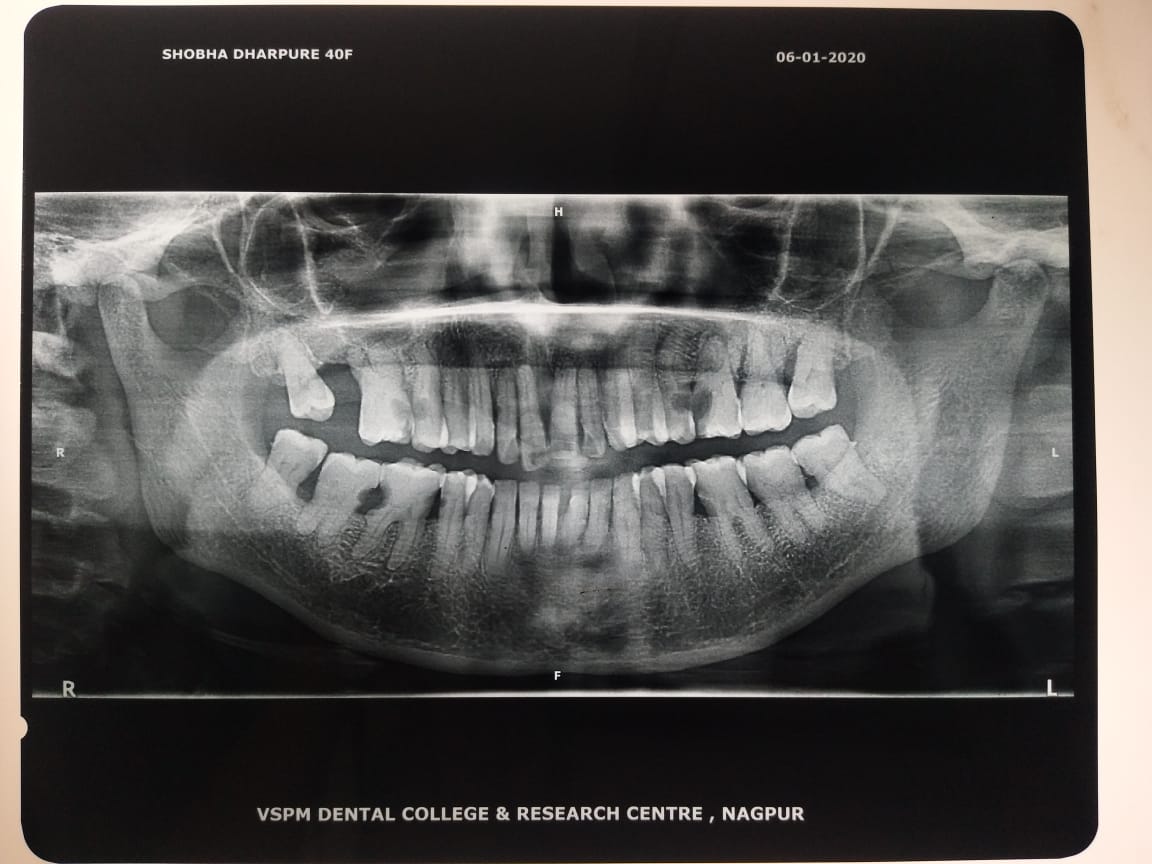 SHOBHA DHARPURE 40F
06-01-2020
H
R
L
F
R
L
VSPM DENTAL COLLEGE & RESEARCH CENTRE , NAGPUR